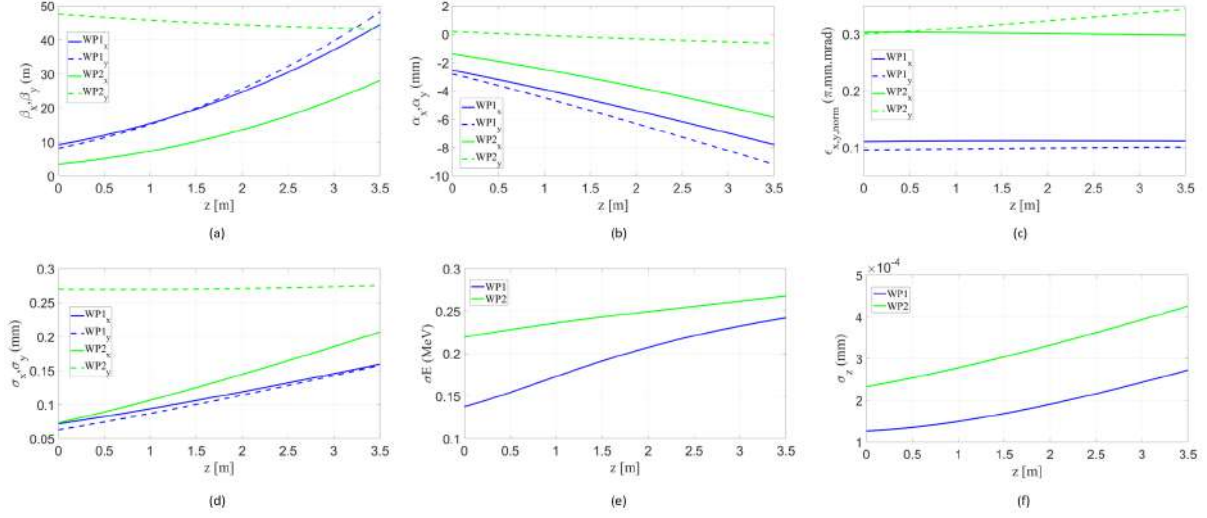 50
40
30
20
10
0
βx,βy (m)
WP1x
WP1y
WP2x
WP2y
0 0.5 1 1.5 2 2.5 3 3.5
z [m]
(a)
2
0
-2
-4
-6
-8
-10
αx,αy (mm)
WP1x
WP1y
WP2x
WP2y
0 0.5 1 1.5 2 2.5 3 3.5
z [m]
(b)
0.3
0.2
0.1
ϵx,y,norm (π.mm.mrad)
WP1x
WP1y
WP2x
WP2y
0 0.5 1 1.5 2 2.5 3 3.5
z [m]
(c)
0.3
0.25
0.2
0.15
0.1
0.05
σx,σy (mm)
WP1x
WP1y
WP2x
WP2y
0 0.5 1 1.5 2 2.5 3 3.5
z [m]
(d)
0.3
0.25
0.2
0.15
0.1
σE (MeV)
WP1
WP2
0 0.5 1 1.5 2 2.5 3 3.5
z [m]
(e)
×10-4
5
4
3
2
1
σz (mm)
WP1
WP2
0 0.5 1 1.5 2 2.5 3 3.5
z [m]
(f)